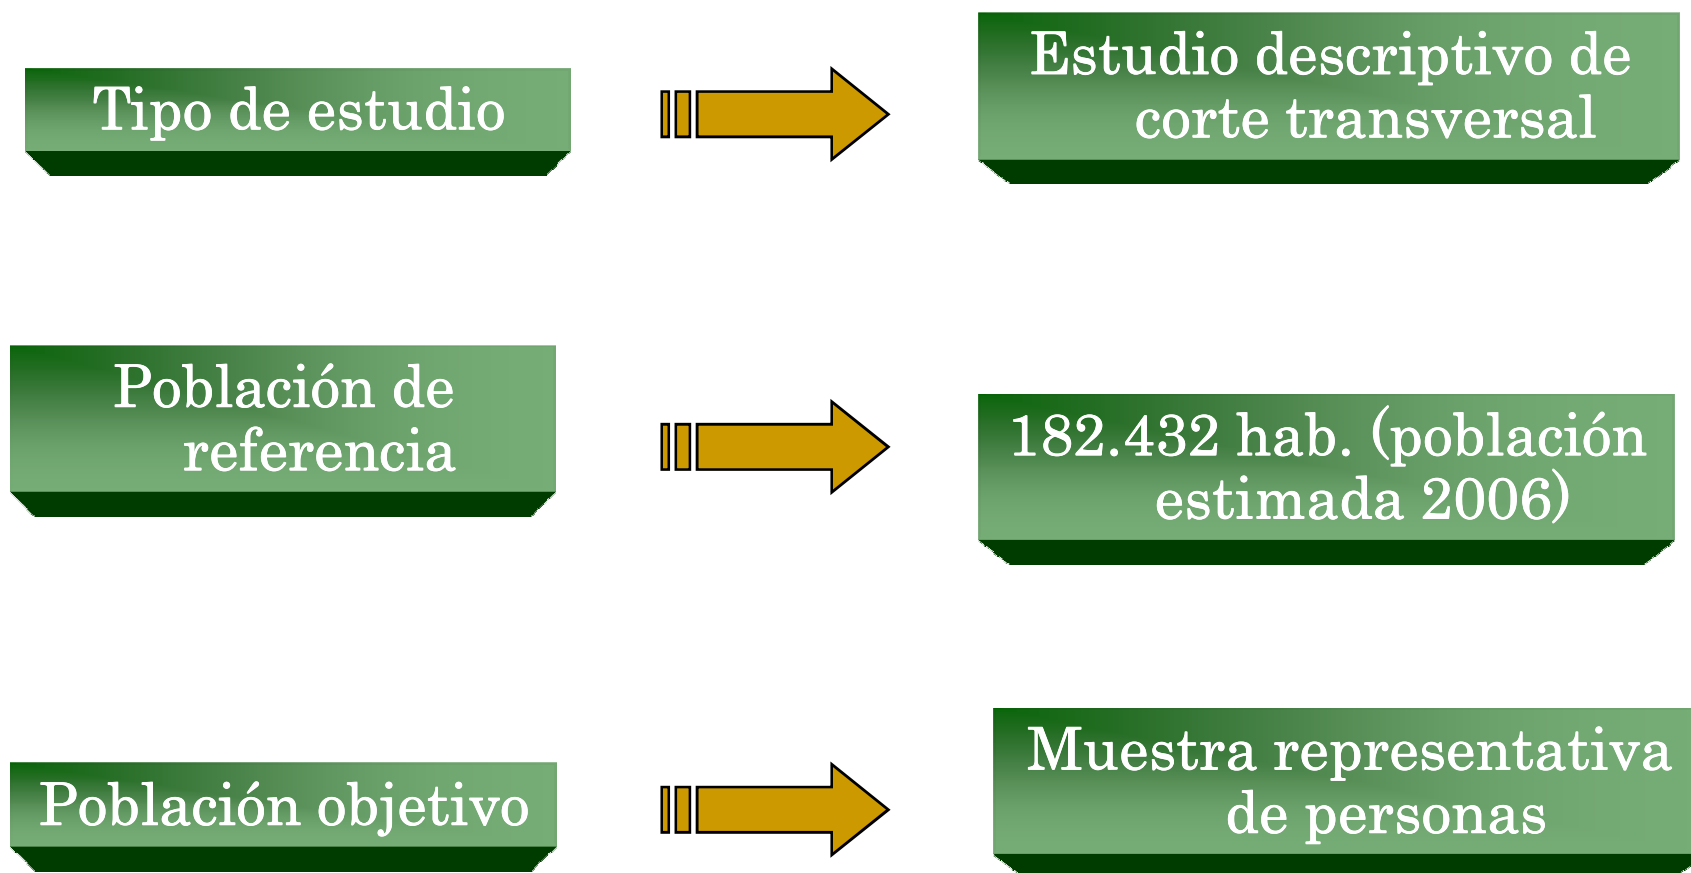 Tipo de estudio
Estudio descriptivo de
corte transversal
Población de
referencia
182.432 hab. (población
estimada 2006)
Población objetivo
Muestra representativa
de personas